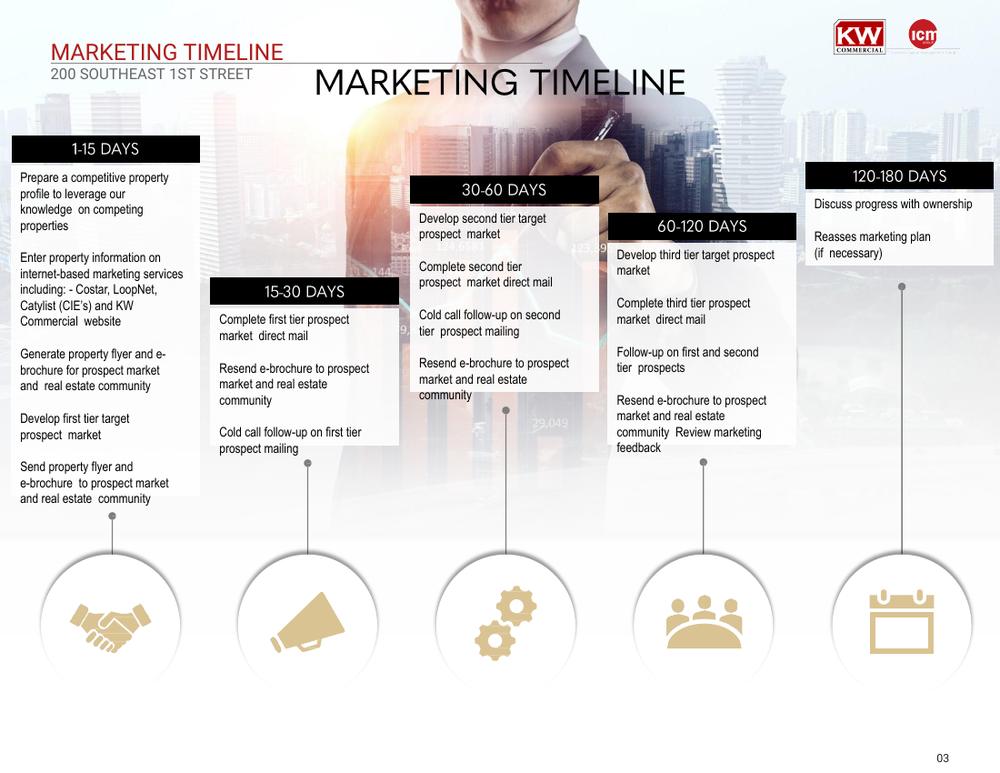 MARKETING TIMELINE
200 SOUTHEAST 1ST STREET
KW
COMMERCIAL
icm
MARKETING TIMELINE
1-15 DAYS
Prepare a competitive property
profile to leverage our
knowledge on competing
properties
Enter property information on
internet-based marketing services
including: - Costar, LoopNet,
Catylist (CIE's) and KW
Commercial website
Generate property flyer and e-
brochure for prospect market
and real estate community
Develop first tier target
prospect market
Send property flyer and
e-brochure to prospect market
and real estate community
15-30 DAYS
Complete first tier prospect
market direct mail
Resend e-brochure to prospect
market and real estate
community
Cold call follow-up on first tier
prospect mailing
30-60 DAYS
Develop second tier target
prospect market
Complete second tier
prospect market direct mail
Cold call follow-up on second
tier prospect mailing
Resend e-brochure to prospect
market and real estate
community
29,049
60-120 DAYS
Develop third tier target prospect
market
Complete third tier prospect
market direct mail
Follow-up on first and second
tier prospects
Resend e-brochure to prospect
market and real estate
community Review marketing
feedback
120-180 DAYS
Discuss progress with ownership
Reasses marketing plan
(if necessary)
03